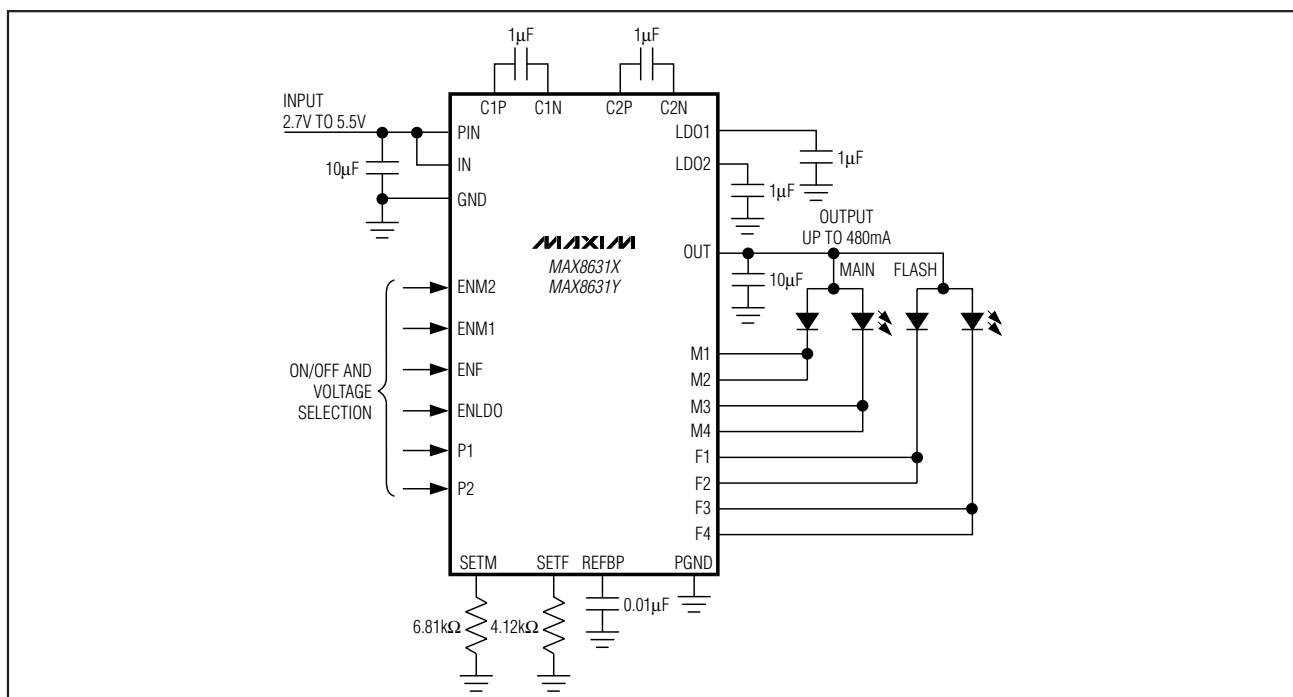 1μF
1μF
C1P
C1N
C2P
C2N
INPUT
2.7V TO 5.5V
PIN
IN
10μF
GND
LDO1
1μF
LDO2
1μF
OUTPUT
UP TO 480mA
OUT
MAIN
FLASH
10μF
MAXIM
MAX8631X
MAX8631Y
ON/OFF AND
VOLTAGE
SELECTION
ENM2
ENM1
ENF
ENLDO
P1
P2
M1
M2
M3
M4
F1
F2
F3
F4
SETM
SETF
REFBP
PGND
6.81kΩ
4.12kΩ
0.01μF